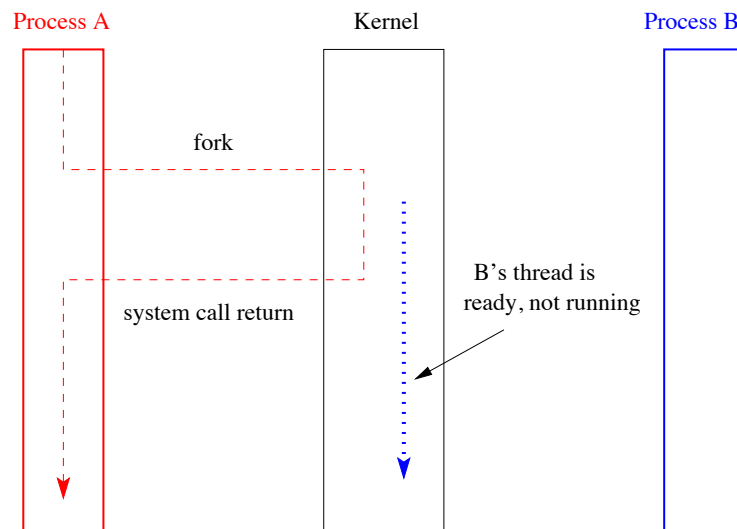 Process A
Kernel
Process B
fork
B’s thread is
ready, not running
system call return